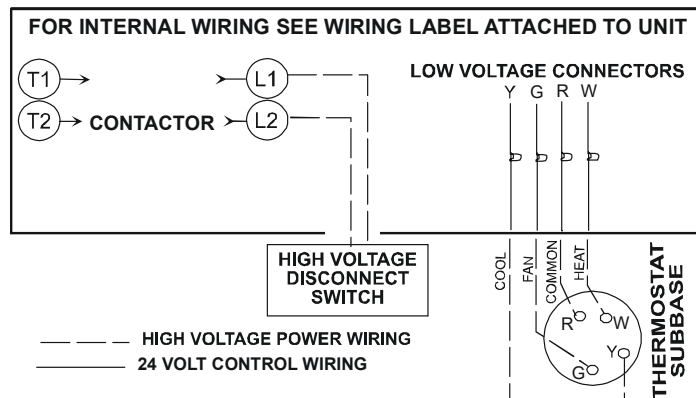 FOR INTERNAL WIRING SEE WIRING LABEL ATTACHED TO UNIT
T1
L1
T2
CONTACTOR
L2
LOW VOLTAGE CONNECTORS
Y G R W
HIGH VOLTAGE
DISCONNECT
SWITCH
COOL
FAN
COMMON
HEAT
R
W
Y
G
THERMOSTAT
SUBBASE
HIGH VOLTAGE POWER WIRING
24 VOLT CONTROL WIRING